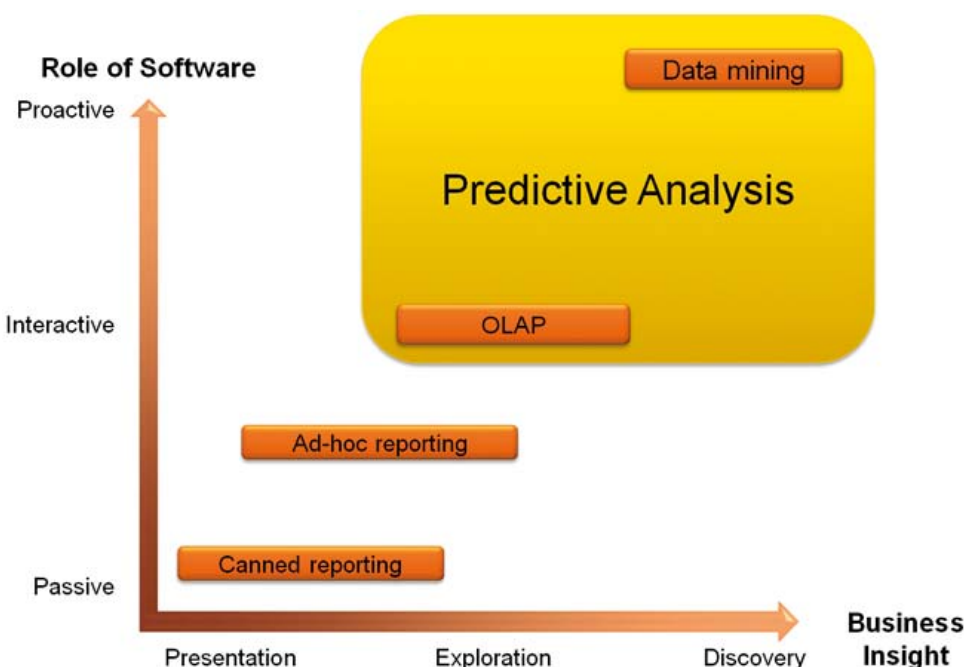 Role of Software
Data mining
Proactive
Predictive Analysis
Interactive
OLAP
Ad-hoc reporting
Canned reporting
Passive
Business
Insight
Presentation
Exploration
Discovery